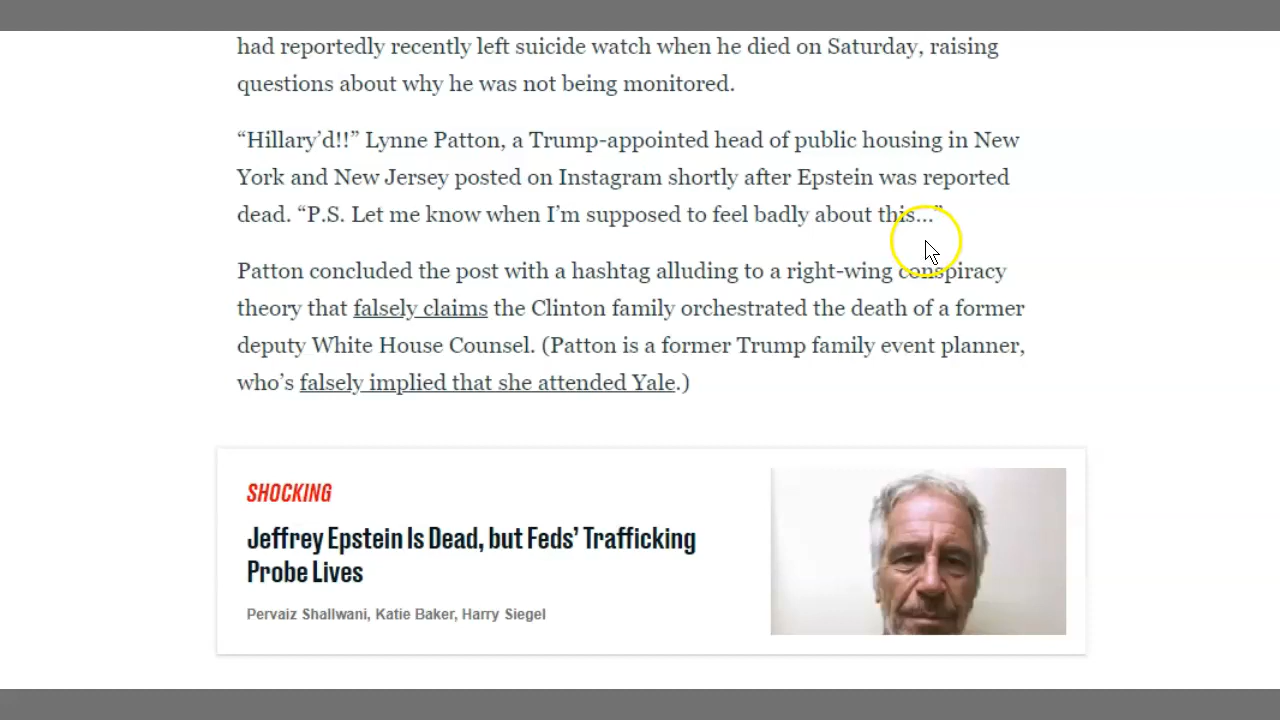 had reportedly recently left suicide watch when he died on Saturday, raising
questions about why he was not being monitored.
“Hillary’d!!” Lynne Patton, a Trump-appointed head of public housing in New
York and New Jersey posted on Instagram shortly after Epstein was reported
dead. “P.S. Let me know when I’m supposed to feel badly about this...”
Patton concluded the post with a hashtag alluding to a right-wing conspiracy
theory that falsely claims the Clinton family orchestrated the death of a former
deputy White House Counsel. (Patton is a former Trump family event planner,
who’s falsely implied that she attended Yale.)
SHOCKING
Jeffrey Epstein Is Dead, but Feds’ Trafficking
Probe Lives
Pervaiz Shallwani, Katie Baker, Harry Siegel